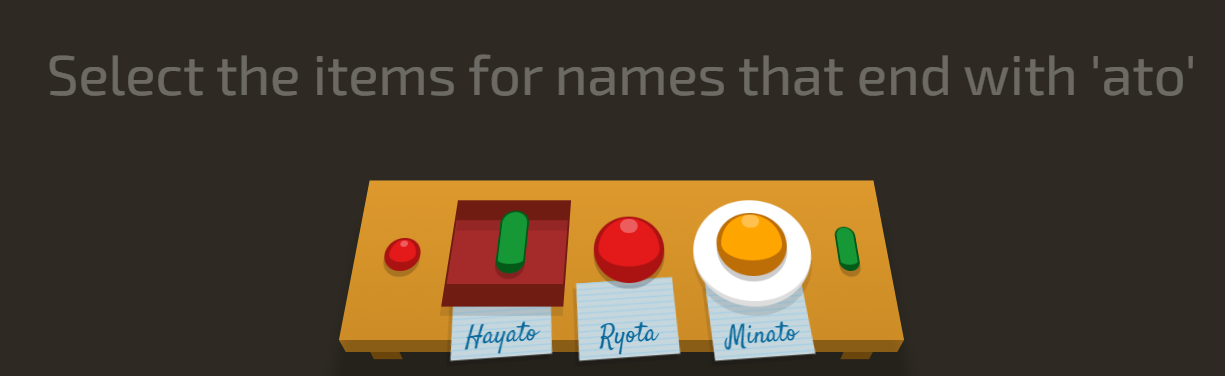 Select the items for names that end with 'ato'
Hayato
Ryota
Minato